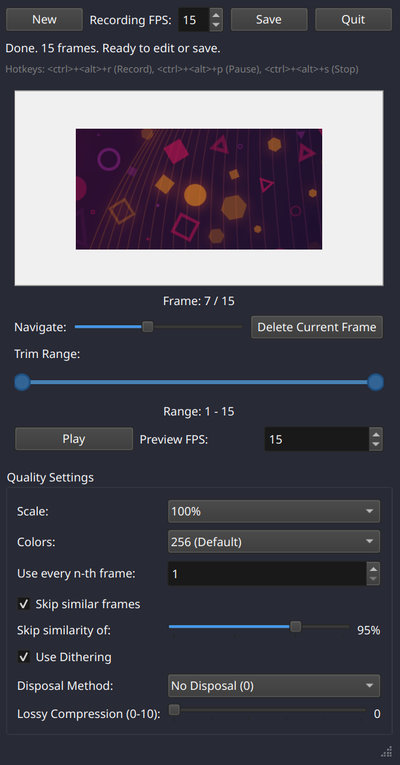 New Recording FPS: 15 Save Quit
Done. 15 frames. Ready to edit or save.
Hotkeys: <ctrl>+<alt>+r (Record), <ctrl>+<alt>+p (Pause), <ctrl>+<alt>+s (Stop)
Frame: 7 / 15
Navigate: Delete Current Frame
Trim Range:
Range: 1 - 15
Play Preview FPS: 15
Quality Settings
Scale: 100%
Colors: 256 (Default)
Use every n-th frame: 1
Skip similar frames
Skip similarity of: 95%
Use Dithering
Disposal Method: No Disposal (0)
Lossy Compression (0-10): 0